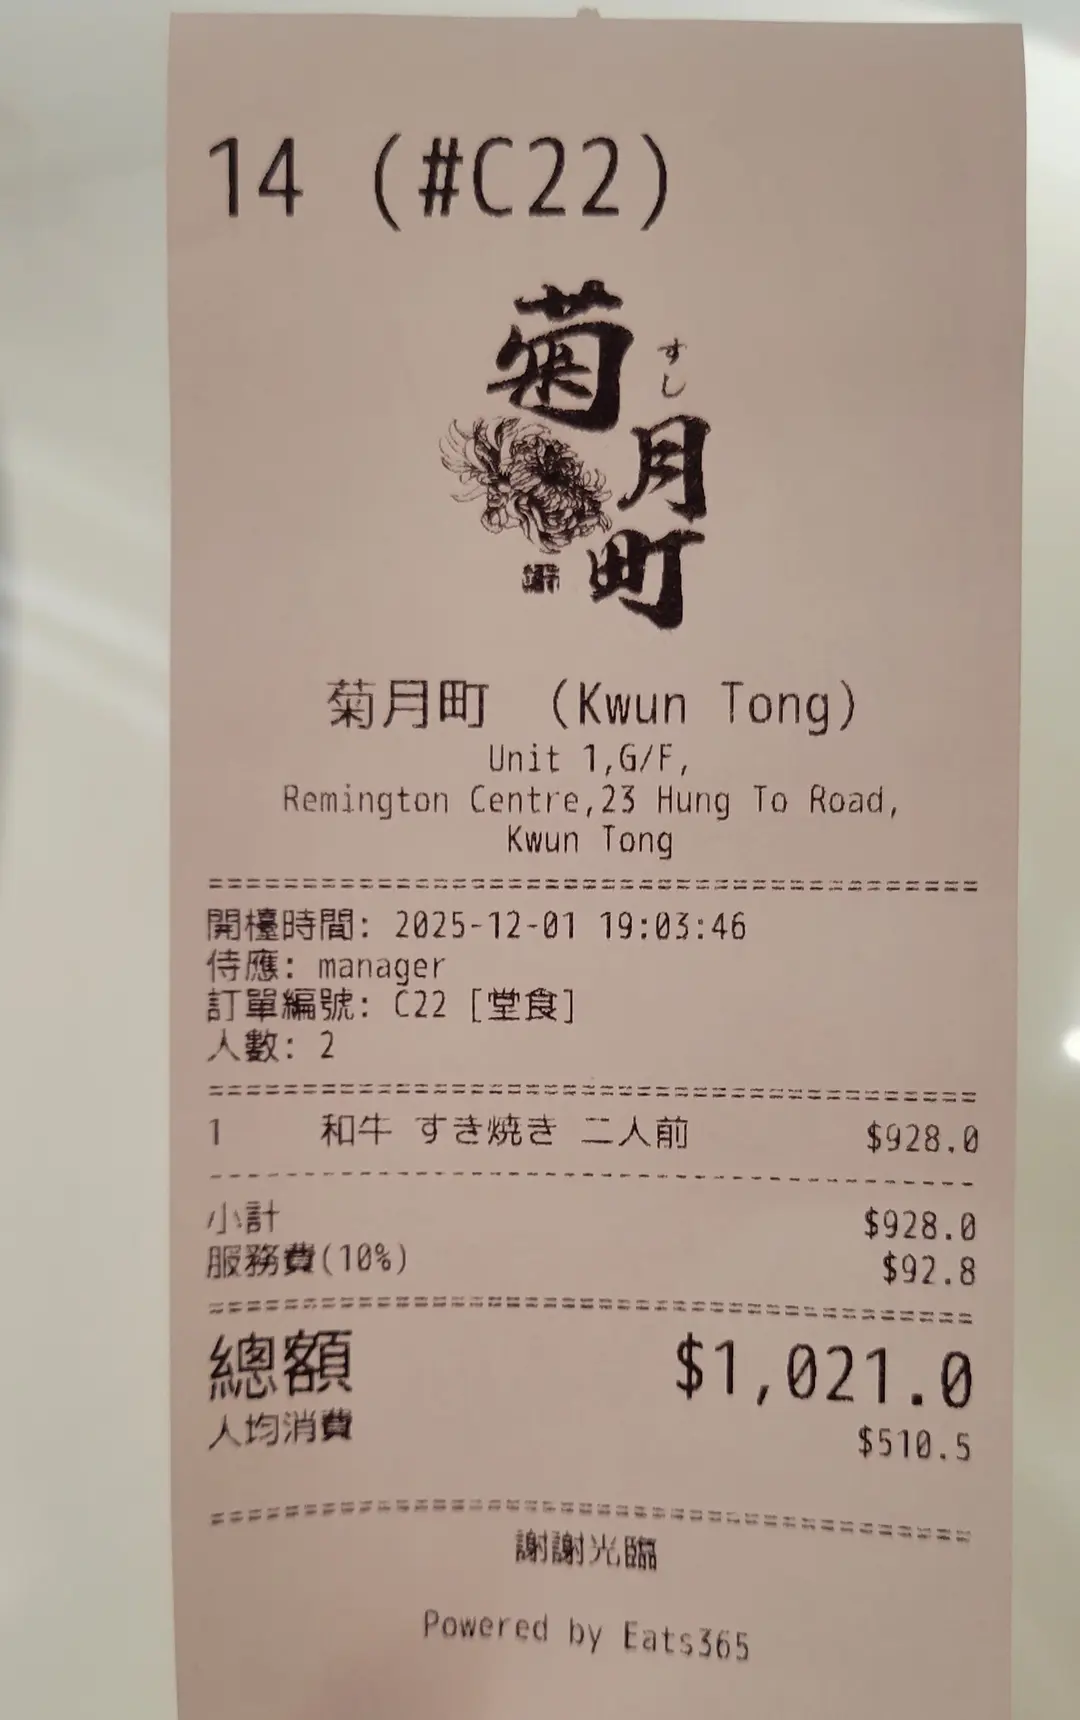 14 (#C22)
菊月町
すし
菊月町 (Kwun Tong)
Unit 1,G/F,
Remington Centre,23 Hung To Road,
Kwun Tong
開檯時間: 2025-12-01 19:03:46
侍應: manager
訂單編號: C22 [堂食]
人數: 2
1 和牛 すき焼き 二人前 $928.0
小計 $928.0
服務費(10%) $92.8
總額 $1,021.0
人均消費 $510.5
謝謝光臨
Powered by Eats365